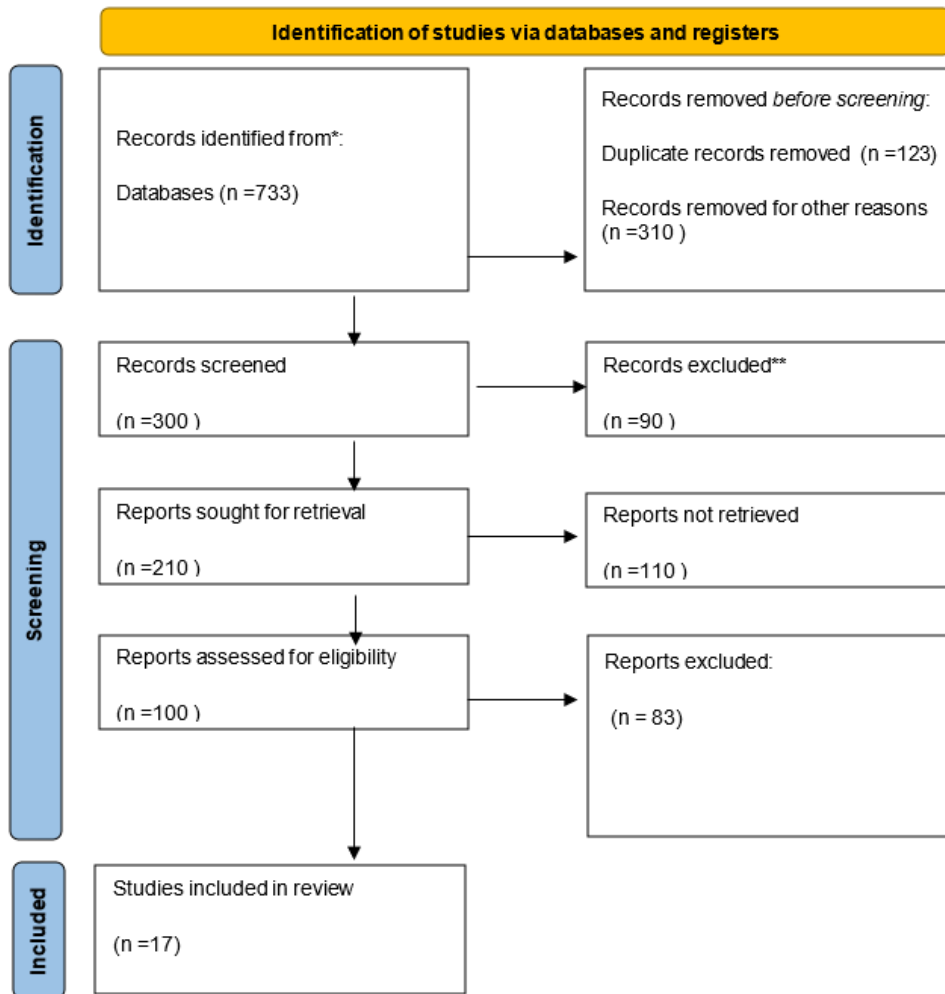 Identification of studies via databases and registers
Identification
Records identified from*:
Databases (n =733)
Records removed before screening:
Duplicate records removed  (n =123)
Records removed for other reasons
(n =310 )
Screening
Records screened
(n =300 )
Records excluded**
(n =90 )
Reports sought for retrieval
(n =210 )
Reports not retrieved
(n =110 )
Reports assessed for eligibility
(n =100 )
Reports excluded:
(n = 83)
Included
Studies included in review
(n =17)